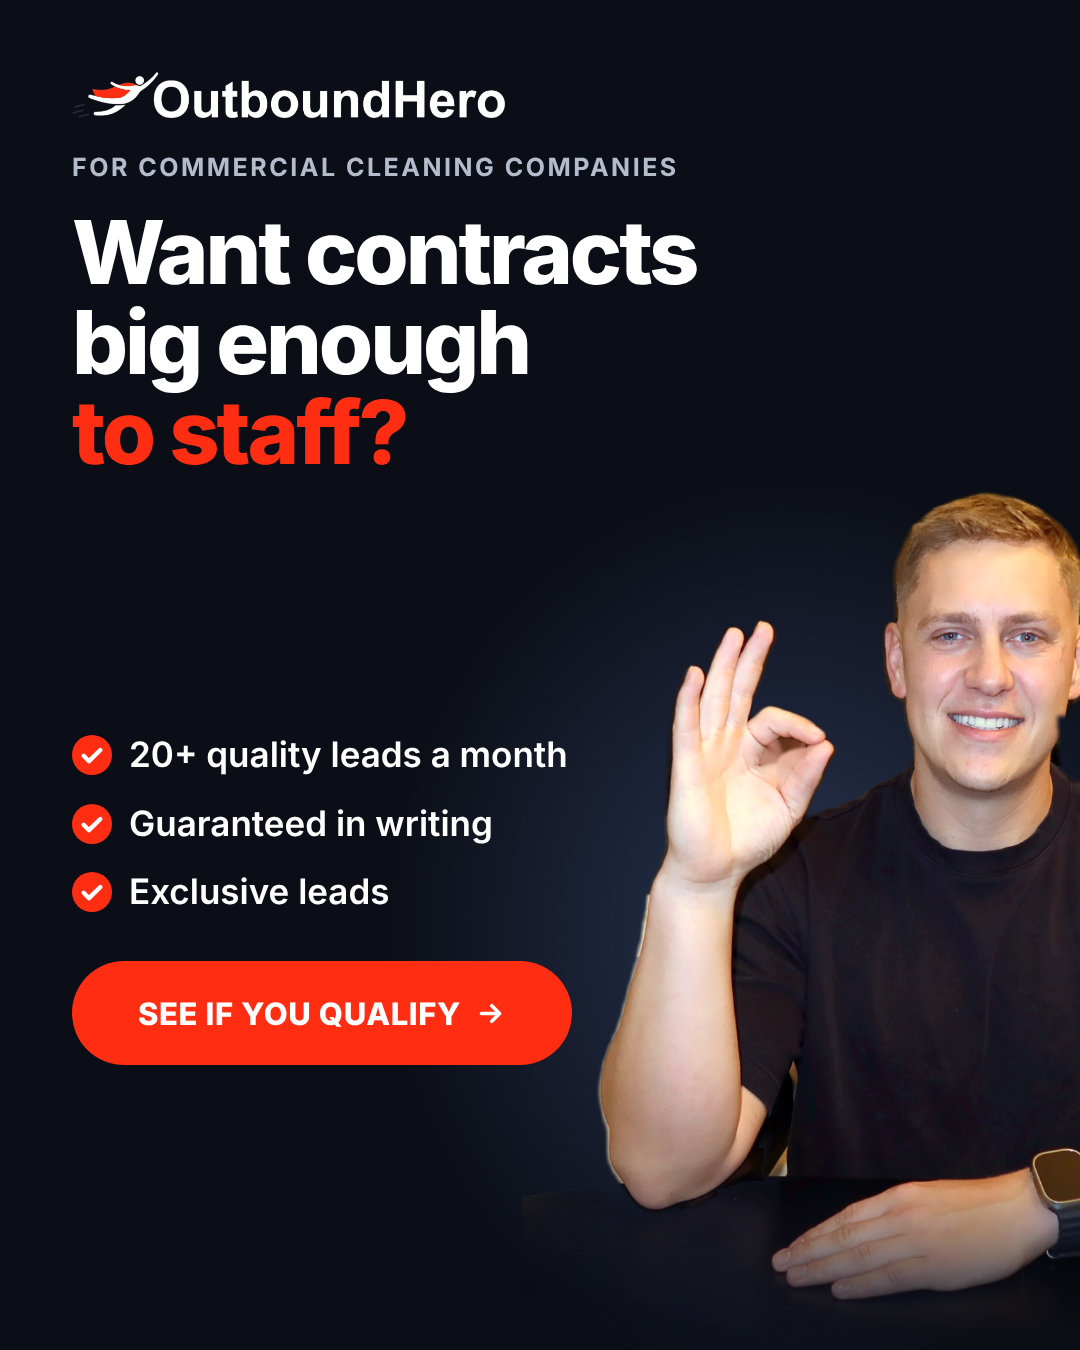 OutboundHero
FOR COMMERCIAL CLEANING COMPANIES
Want contracts
big enough
to staff?
20+ quality leads a month
Guaranteed in writing
Exclusive leads
SEE IF YOU QUALIFY →